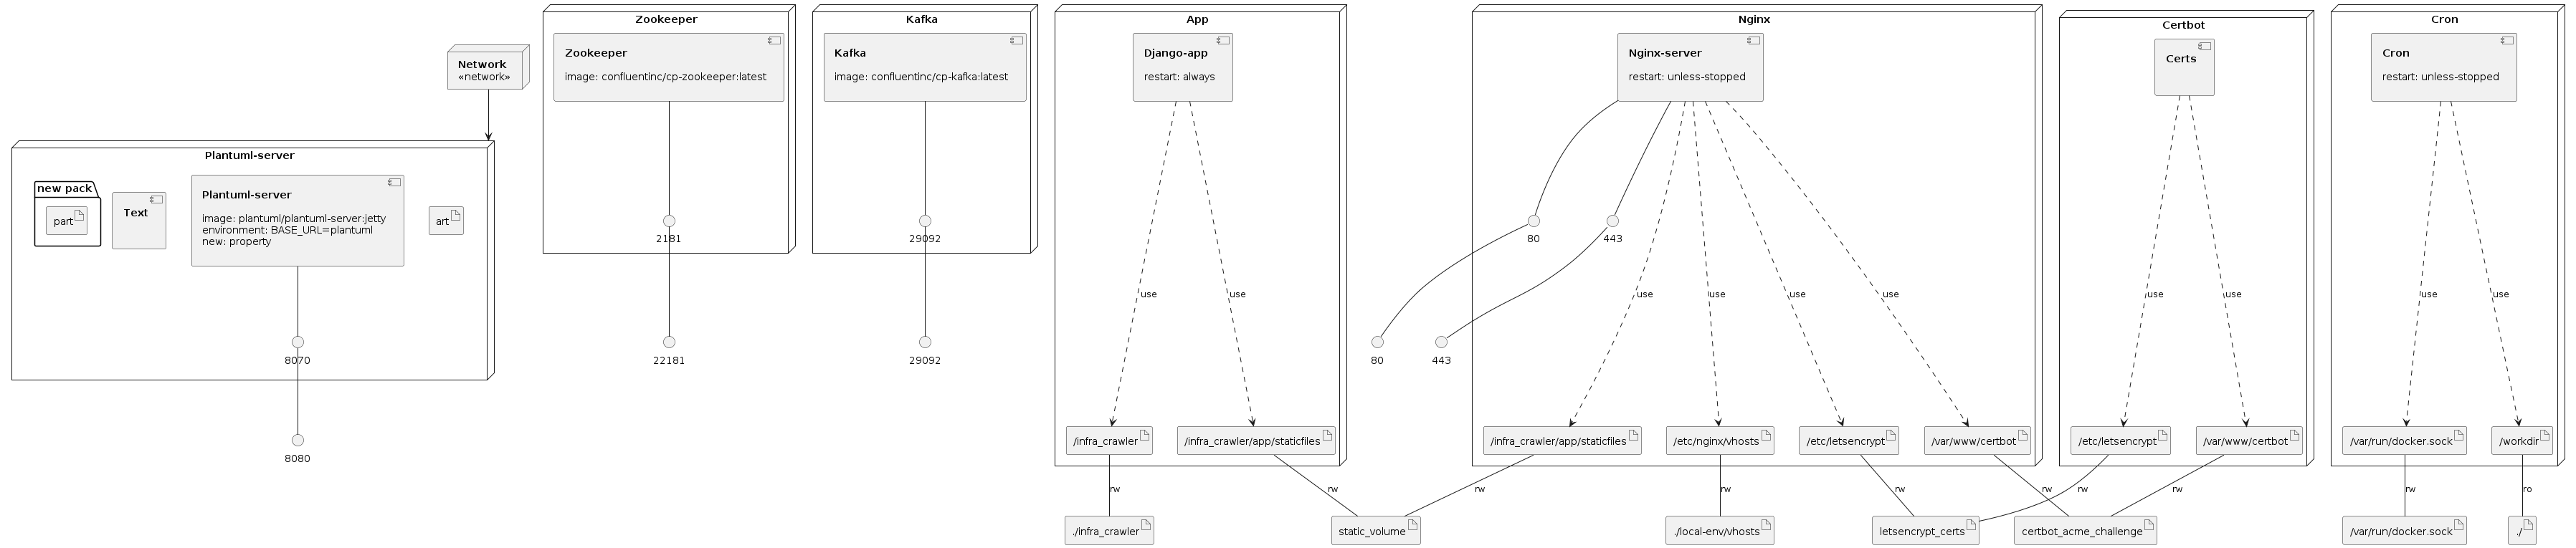 Network
«network»
Plantuml-server
new pack
part
Text
Plantuml-server
image: plantuml/plantuml-server:jetty
environment: BASE_URL=plantuml
new: property
art
8070
8080
Zookeeper
Zookeeper
image: confluentinc/cp-zookeeper:latest
2181
22181
Kafka
Kafka
image: confluentinc/cp-kafka:latest
29092
29092
App
Django-app
restart: always
use
use
/infra_crawler
/infra_crawler/app/staticfiles
rw
rw
./infra_crawler
static_volume
Nginx
Nginx-server
restart: unless-stopped
80
443
80
443
use
use
use
use
/infra_crawler/app/staticfiles
/etc/nginx/vhosts
/etc/letsencrypt
/var/www/certbot
rw
rw
rw
rw
./local-env/vhosts
letsencrypt_certs
certbot_acme_challenge
Certbot
Certs
use
use
/etc/letsencrypt
/var/www/certbot
rw
rw
Cron
Cron
restart: unless-stopped
use
use
/var/run/docker.sock
/workdir
rw
ro
/var/run/docker.sock
./